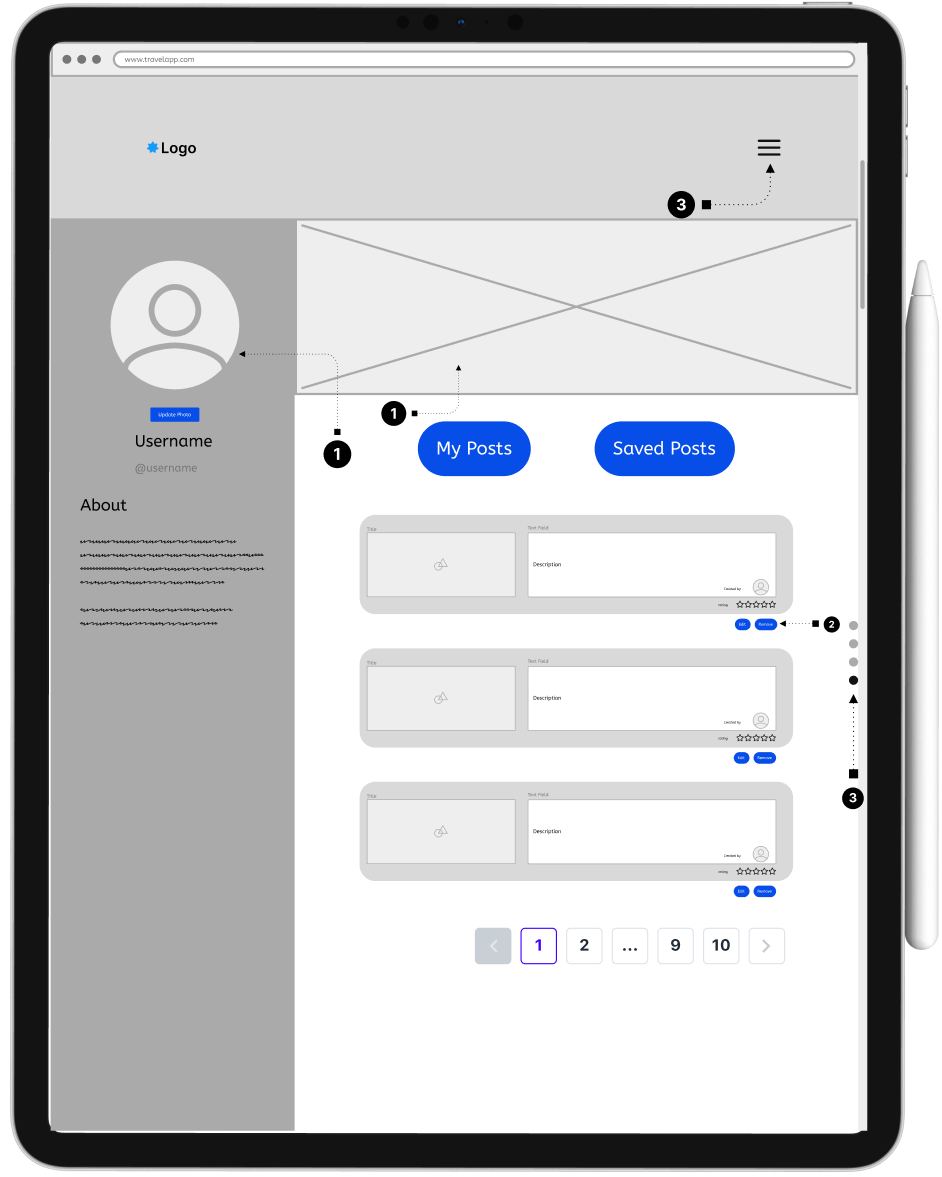 www.travelapp.com
Logo
3
1
1
Update Photo
Username
@username
About
My Posts
Saved Posts
Title
Text Field
Description
Created by
rating
Edit
Remove
2
Title
Text Field
Description
Created by
rating
Edit
Remove
3
Title
Text Field
Description
Created by
rating
Edit
Remove
1
2
...
9
10